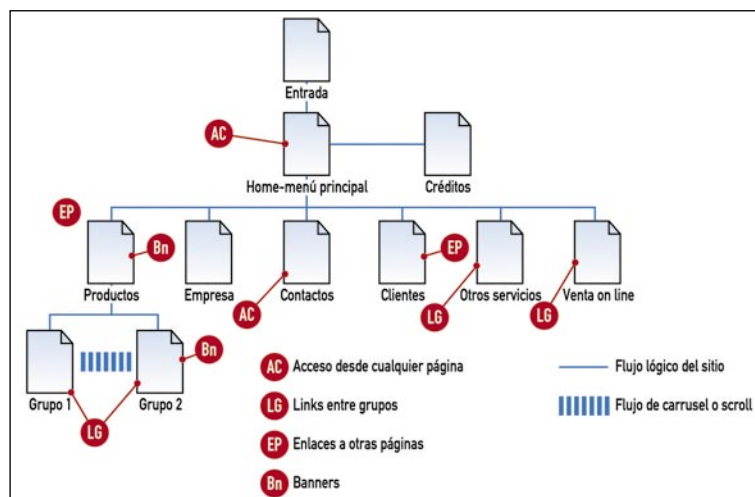 Entrada
AC
Home-menú principal
Créditos
EP
Bn
EP
Productos
Empresa
Contactos
Clientes
Otros servicios
Venta on line
AC
LG
LG
Bn
Grupo 1
Grupo 2
LG
AC Acceso desde cualquier página
LG Links entre grupos
EP Enlaces a otras páginas
Bn Banners
Flujo lógico del sitio
Flujo de carrusel o scroll